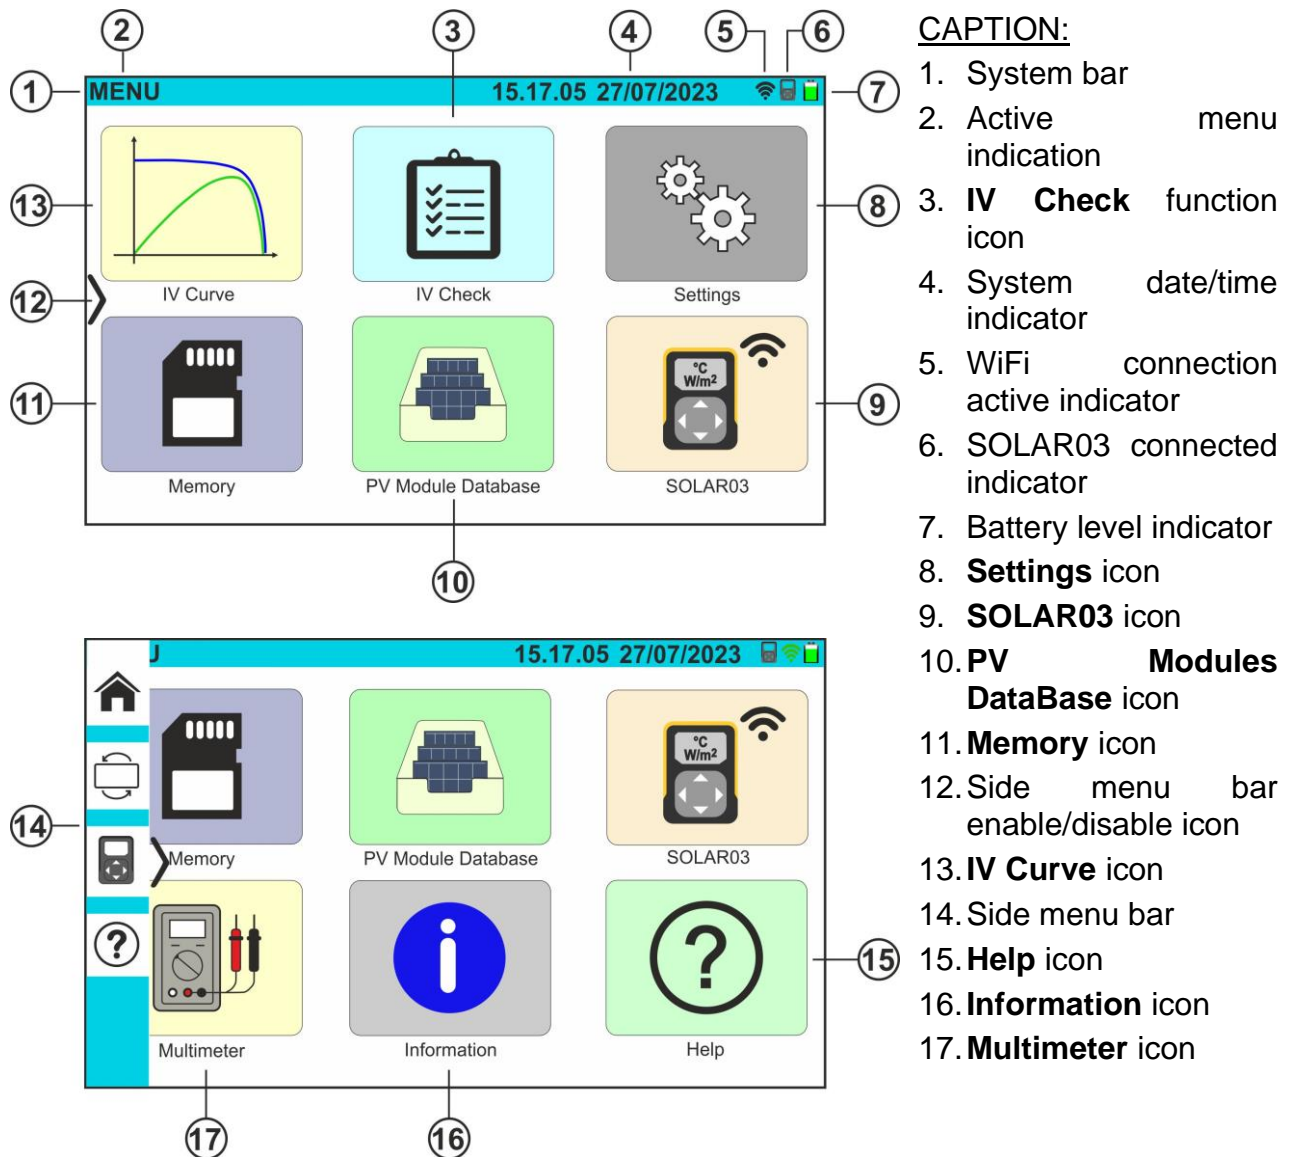 2
3
4
5
6
1
7
MENU
15.17.05 27/07/2023
13
8
IV Curve
IV Check
Settings
12
11
°C
W/m²
9
Memory
PV Module Database
SOLAR03
10
U
15.17.05 27/07/2023
14
°C
W/m²
Memory
PV Module Database
SOLAR03
?
i
?
15
Multimeter
Information
Help
17
16
CAPTION:
1. System bar
2. Active menu
indication
3. IV Check function
icon
4. System date/time
indicator
5. WiFi connection
active indicator
6. SOLAR03 connected
indicator
7. Battery level indicator
8. Settings icon
9. SOLAR03 icon
10. PV Modules
DataBase icon
11. Memory icon
12. Side menu bar
enable/disable icon
13. IV Curve icon
14. Side menu bar
15. Help icon
16. Information icon
17. Multimeter icon